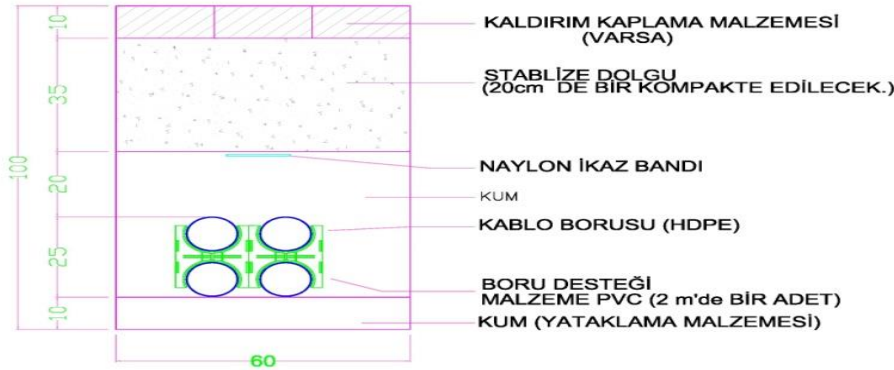 10
KALDIRIM KAPLAMA MALZEMESİ
(VARSA)
35
STABLİZE DOLGU
(20cm DE BİR KOMPAKTE EDİLECEK.)
100
NAYLON İKAZ BANDI
20
KUM
KABLO BORUSU (HDPE)
25
BORU DESTEĞİ
MALZEME PVC (2 m'de BİR ADET)
10
KUM (YATAKLAMA MALZEMESİ)
60